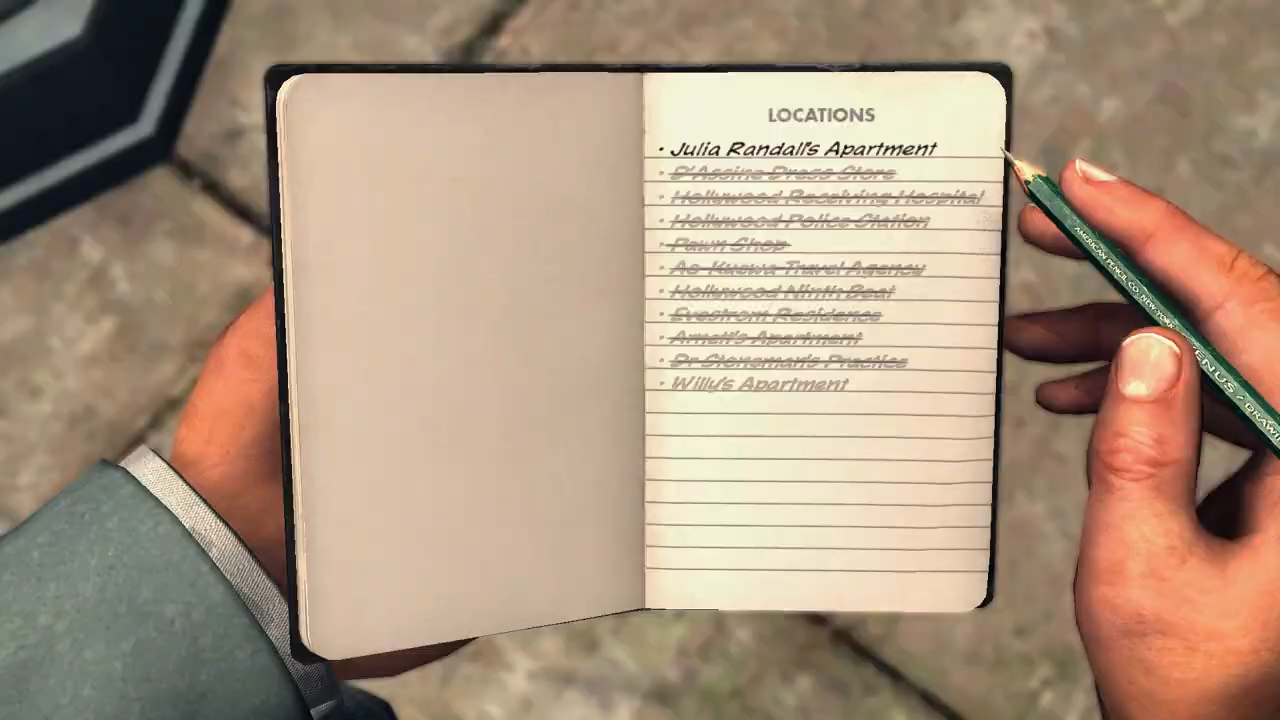 LOCATIONS
· Julia Randall's Apartment
· D'Assine Dress Store
· Hollywood Receiving Hospital
· Hollywood Police Station
· Pawn Shop
· Ao Kuewa Travel Agency
· Hollywood Ninth Beat
· Evestrom Residence
· Arnett's Apartment
· Dr Stoneman's Practice
· Willy's Apartment
AMERICAN PENCIL CO. NEW YORK